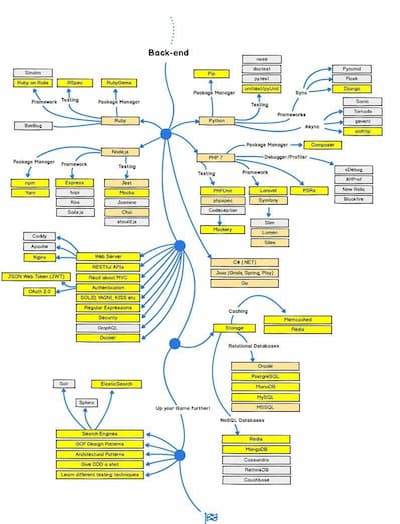 Back-end
Sinatra
Ruby on Rails
RSpec
RubyGems
Framework
Testing
Package Manager
Ruby
Pip
nose
doctest
pytest
unittest/pyUnit
Package Manager
Testing
Python
Sync
Frameworks
Async
Pyramid
Flask
Django
Sanic
Tornado
gevent
aiohttp
Node.js
Package Manager
Framework
Testing
npm
Yarn
Express
hapi
Koa
Sails.js
Jest
Mocha
Jasmine
Chai
PHP 7
Package Manager
Composer
Debugger/Profiler
xDebug
XHProf
New Relic
Blackfire
Testing
Framework
PHPUnit
phpspec
Codeception
Mockery
Laravel
Symfony
Slim
Lumen
Silex
PSRs
C# (.NET)
Java (Grails, Spring, Play)
Go
Caddy
Apache
Nginx
JSON Web Token (JWT)
OAuth 2.0
Web Server
RESTful APIs
Read about MVC
Authentication
SOLID, YAGNI, KISS etc
Regular Expressions
Security
GraphQL
Docker
Caching
Storage
Memcached
Redis
Relational Databases
Oracle
PostgreSQL
MariaDB
MySQL
MSSQL
NoSQL Databases
Redis
MongoDB
Cassandra
RethinkDB
Couchbase
Up your Game further!
Solr
Sphinx
ElasticSearch
Search Engines
GOF Design Patterns
Architectural Patterns
Give DDD a shot
Learn different testing techniques